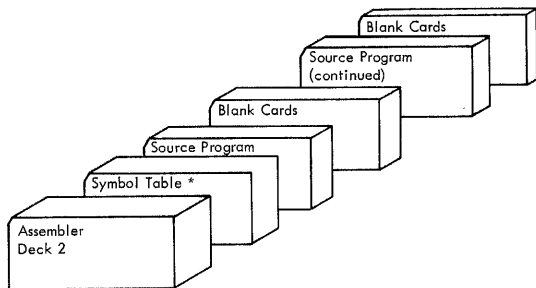 Blank Cards
Source Program
(continued)
Blank Cards
Source Program
Symbol Table *
Assembler
Deck 2